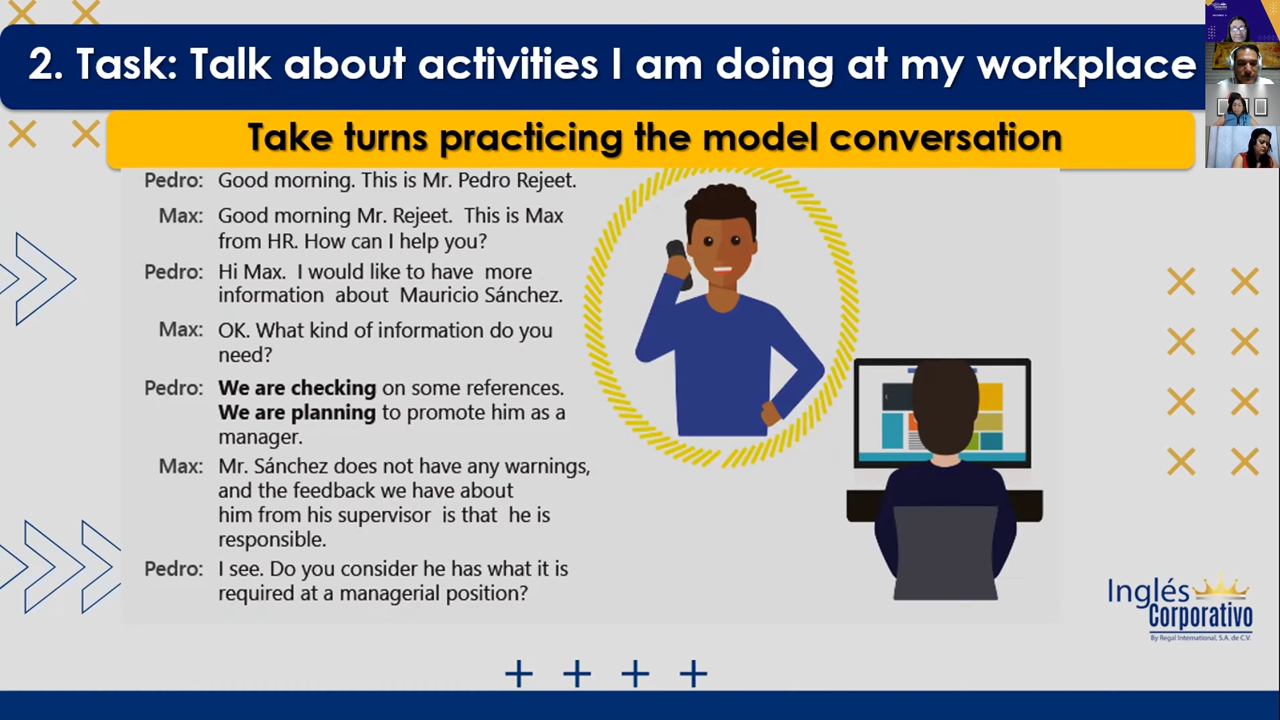 2. Task: Talk about activities I am doing at my workplace
Take turns practicing the model conversation
Pedro: Good morning. This is Mr. Pedro Rejeet.
Max: Good morning Mr. Rejeet. This is Max
from HR. How can I help you?
Pedro: Hi Max. I would like to have more
information about Mauricio Sánchez.
Max: OK. What kind of information do you
need?
Pedro: We are checking on some references.
We are planning to promote him as a
manager.
Max: Mr. Sánchez does not have any warnings,
and the feedback we have about
him from his supervisor is that he is
responsible.
Pedro: I see. Do you consider he has what it is
required at a managerial position?
Inglés
Corporativo
By Regal International, S.A. de C.V.